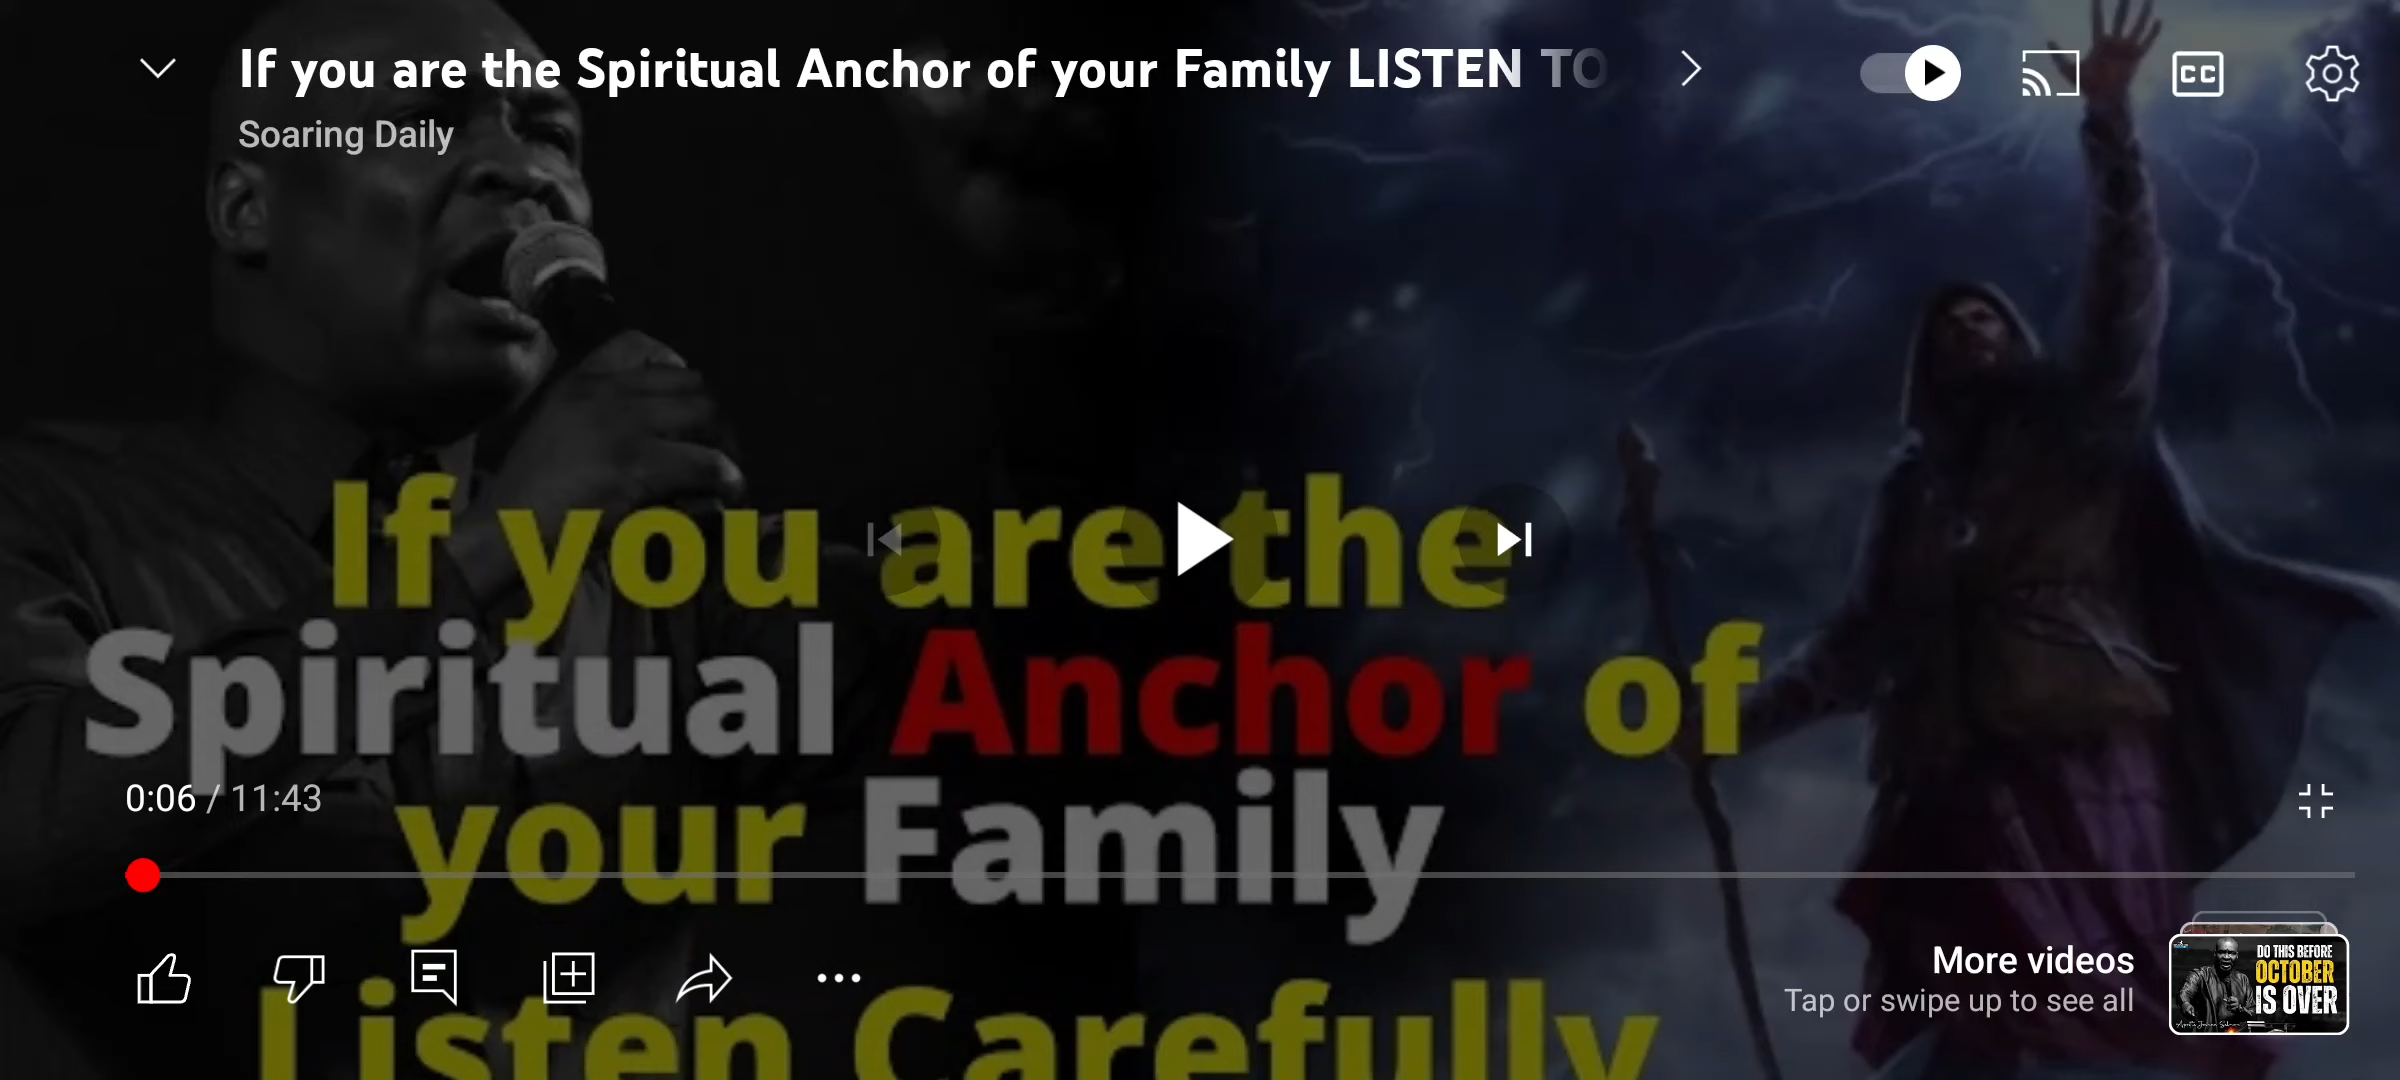 If you are the Spiritual Anchor of your Family LISTEN TO
Soaring Daily
CC
If you are the
Spiritual Anchor of
your Family
Listen Carefully
0:06 / 11:43
More videos
Tap or swipe up to see all
DO THIS BEFORE
OCTOBER
IS OVER